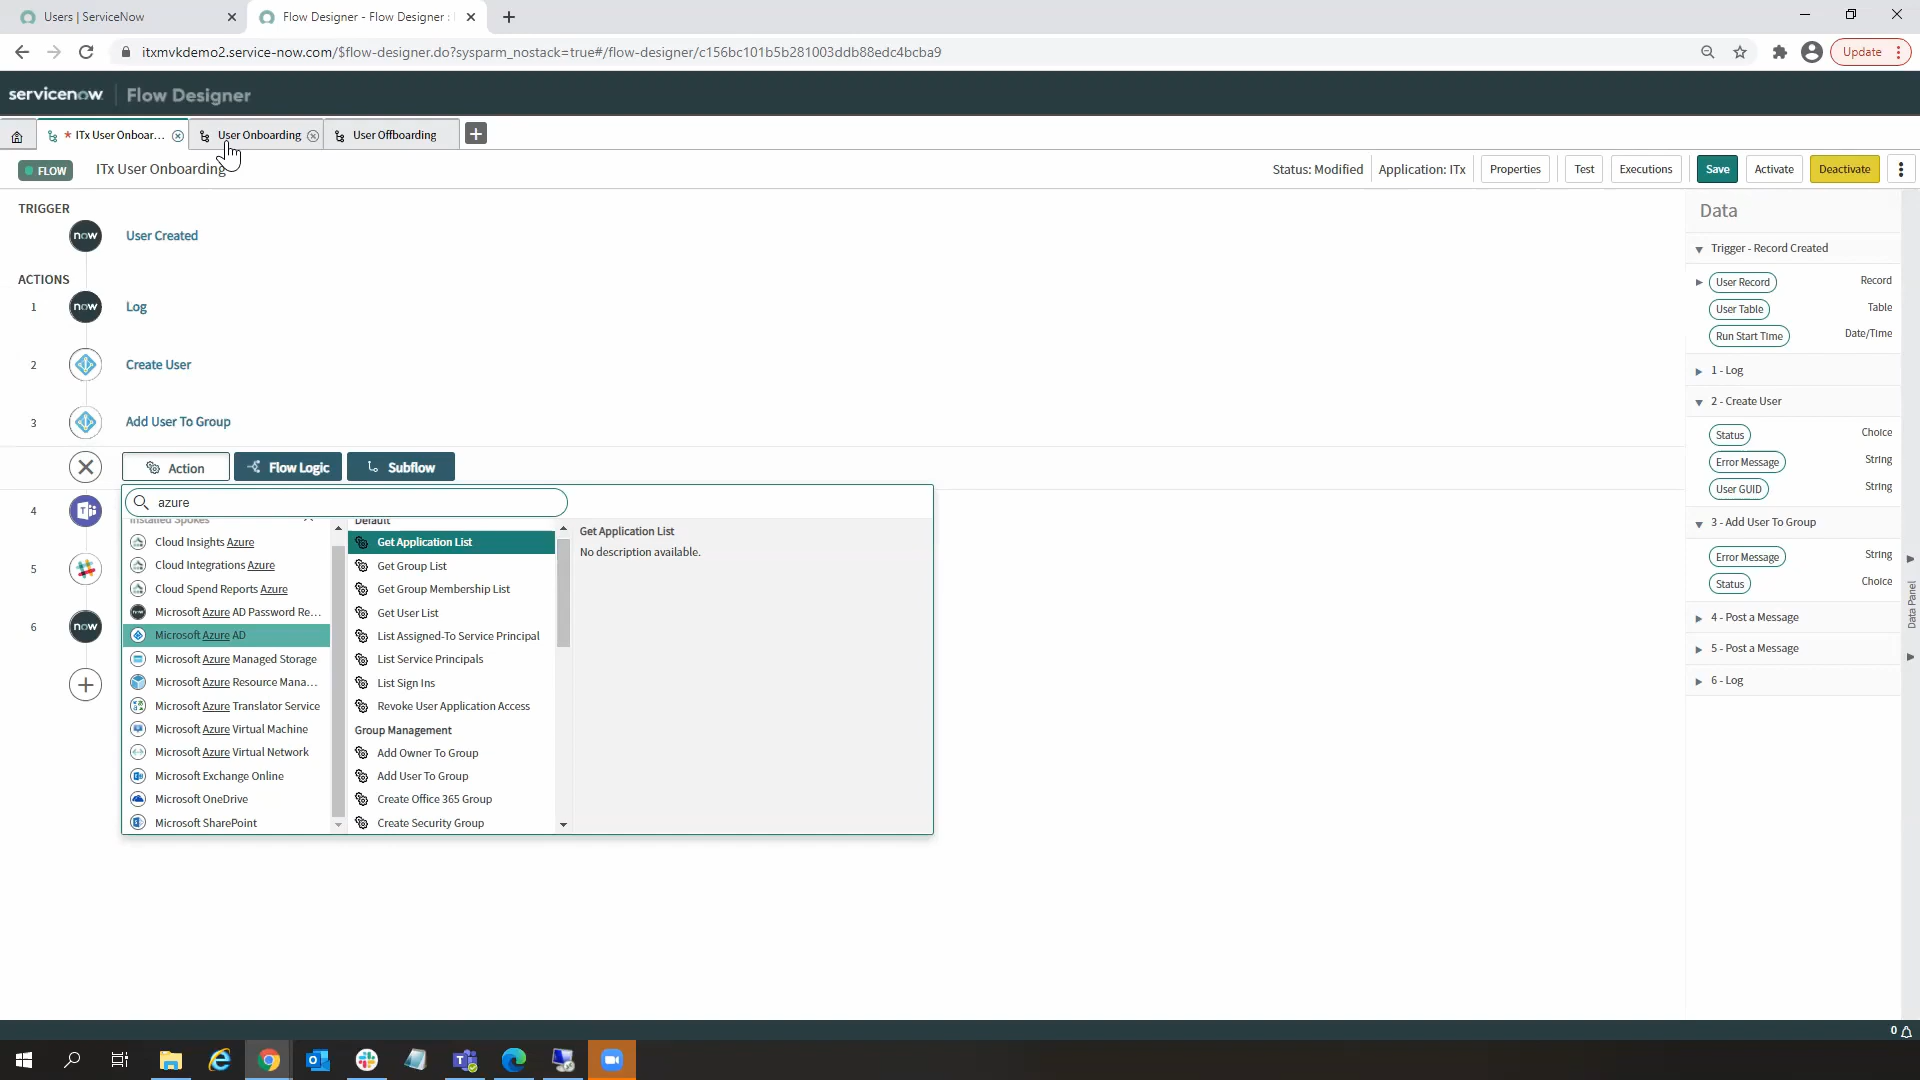 Users | ServiceNow
Flow Designer - Flow Designer :
itxmvkdemo2.service-now.com/$flow-designer.do?sysparm_nostack=true#/flow-designer/c156bc101b5b281003ddb88edc4bcba9
Update
servicenow Flow Designer
* ITx User Onboar...
User Onboarding
User Offboarding
FLOW
ITx User Onboarding
Status: Modified
Application: ITx
Properties
Test
Executions
Save
Activate
Deactivate
TRIGGER
now
User Created
ACTIONS
1
now
Log
2
Create User
3
Add User To Group
Action
Flow Logic
Subflow
4
5
6
now
azure
Installed Spokes
Cloud Insights Azure
Cloud Integrations Azure
Cloud Spend Reports Azure
Microsoft Azure AD Password Re...
Microsoft Azure AD
Microsoft Azure Managed Storage
Microsoft Azure Resource Mana...
Microsoft Azure Translator Service
Microsoft Azure Virtual Machine
Microsoft Azure Virtual Network
Microsoft Exchange Online
Microsoft OneDrive
Microsoft SharePoint
Default
Get Application List
Get Group List
Get Group Membership List
Get User List
List Assigned-To Service Principal
List Service Principals
List Sign Ins
Revoke User Application Access
Group Management
Add Owner To Group
Add User To Group
Create Office 365 Group
Create Security Group
Get Application List
No description available.
Data
Trigger - Record Created
User Record Record
User Table Table
Run Start Time Date/Time
1 - Log
2 - Create User
Status Choice
Error Message String
User GUID String
3 - Add User To Group
Error Message String
Status Choice
4 - Post a Message
5 - Post a Message
6 - Log
Data Panel
0